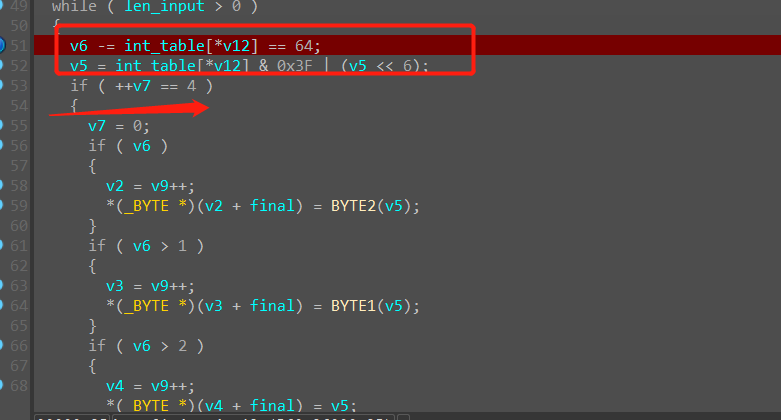 49 while ( len_input > 0 )
50 {
51 v6 -= int_table[*v12] == 64;
52 v5 = int_table[*v12] & 0x3F | (v5 << 6);
53 if ( ++v7 == 4 )
54 {
55 v7 = 0;
56 if ( v6 )
57 {
58 v2 = v9++;
59 *(_BYTE *)(v2 + final) = BYTE2(v5);
60 }
61 if ( v6 > 1 )
62 {
63 v3 = v9++;
64 *(_BYTE *)(v3 + final) = BYTE1(v5);
65 }
66 if ( v6 > 2 )
67 {
68 v4 = v9++;
*(_BYTE *)(v4 + final) = v5;